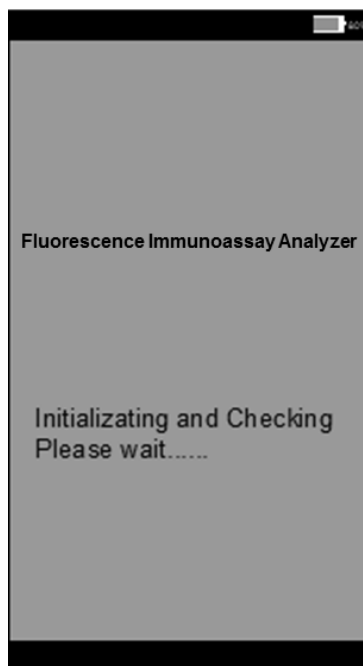 Fluorescence Immunoassay Analyzer
Initializating and Checking
Please wait......